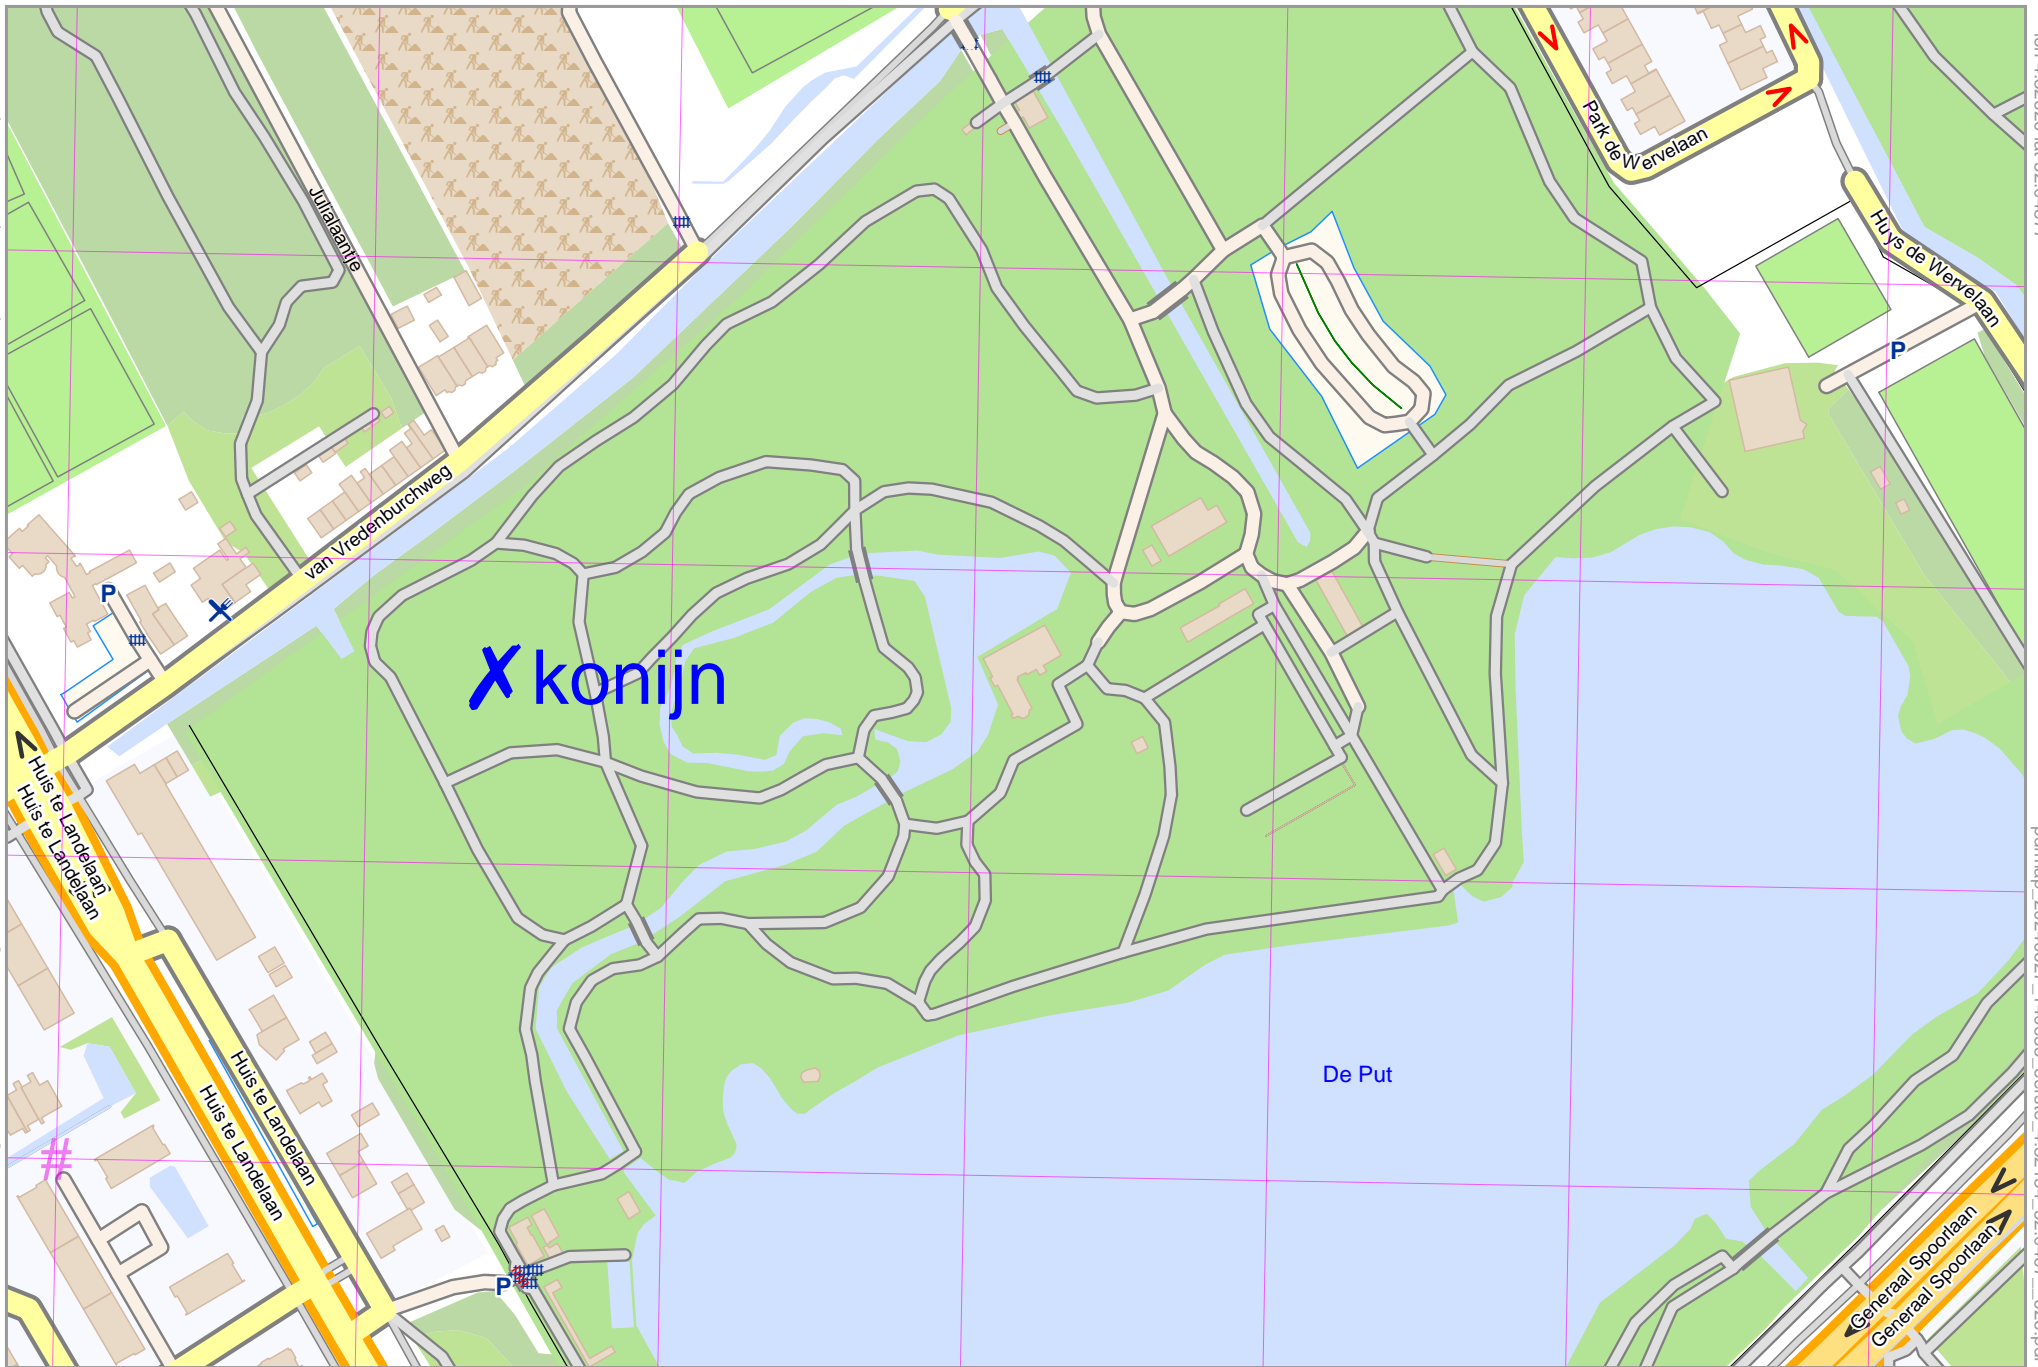 Park de Wervelaan
Julialaantje
Huys de Wervelaan
P
van Vredenburchweg
P
konijn
Huis te Landelaan
Huis te Landelaan
De Put
Huis te Landelaan
Huis te Landelaan
#
Generaal Spoorlaan
Generaal Spoorlaan
P